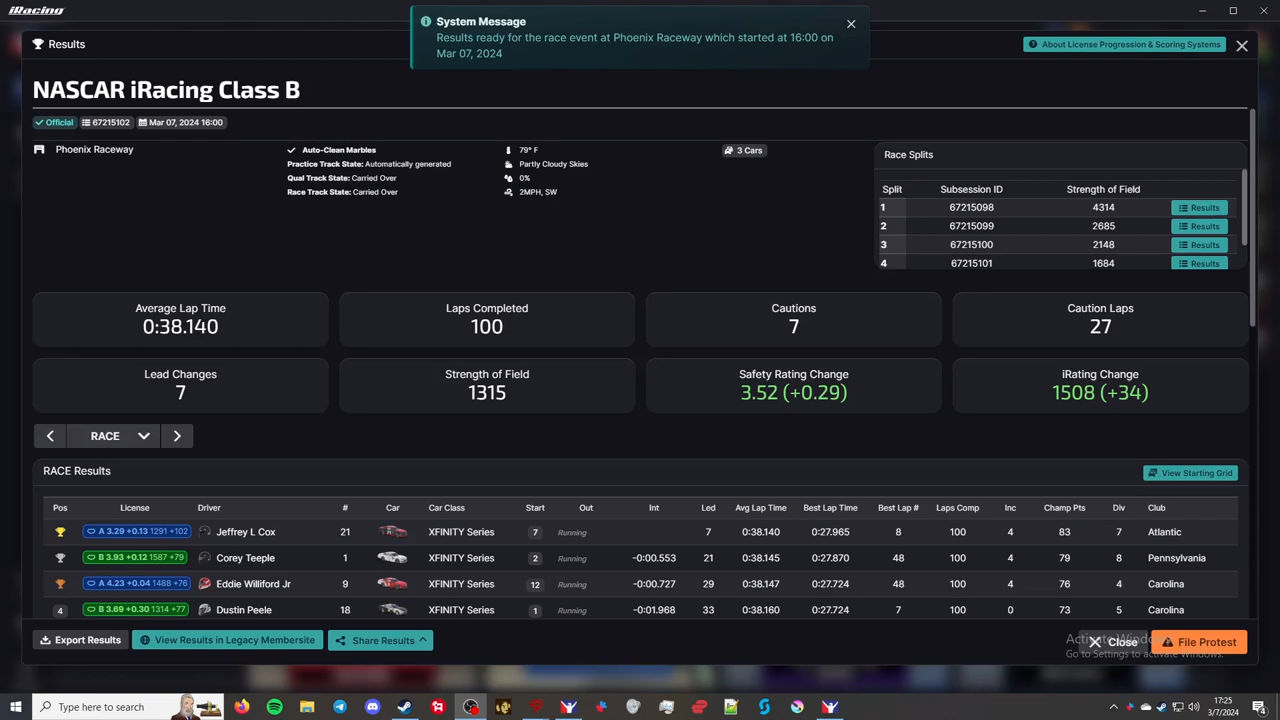 iRacing
System Message
Results ready for the race event at Phoenix Raceway which started at 16:00 on
Mar 07, 2024
Results
About License Progression & Scoring Systems
NASCAR iRacing Class B
Official 67215102 Mar 07, 2024 16:00
Phoenix Raceway
Auto-Clean Marbles
Practice Track State: Automatically generated
Qual Track State: Carried Over
Race Track State: Carried Over
79° F
Partly Cloudy Skies
0%
2MPH, SW
3 Cars
Race Splits
Split Subsession ID Strength of Field
1 67215098 4314 Results
2 67215099 2685 Results
3 67215100 2148 Results
4 67215101 1684 Results
Average Lap Time
0:38.140
Laps Completed
100
Cautions
7
Caution Laps
27
Lead Changes
7
Strength of Field
1315
Safety Rating Change
3.52 (+0.29)
iRating Change
1508 (+34)
RACE
RACE Results
View Starting Grid
Pos License Driver # Car Car Class Start Out Int Led Avg Lap Time Best Lap Time Best Lap # Laps Comp Inc Champ Pts Div Club
A 3.29 +0.13 1291 +102 Jeffrey L Cox 21 XFINITY Series 7 Running 7 0:38.140 0:27.965 8 100 4 83 7 Atlantic
B 3.93 +0.12 1587 +79 Corey Teeple 1 XFINITY Series 2 Running -0:00.553 21 0:38.145 0:27.870 48 100 4 79 8 Pennsylvania
A 4.23 +0.04 1488 +76 Eddie Williford Jr 9 XFINITY Series 12 Running -0:00.727 29 0:38.147 0:27.724 48 100 4 76 4 Carolina
4 B 3.69 +0.30 1314 +77 Dustin Peele 18 XFINITY Series 1 Running -0:01.968 33 0:38.160 0:27.724 7 100 0 73 5 Carolina
Export Results
View Results in Legacy Membersite
Share Results
Close
File Protest
Go to Settings to activate Windows.
Type here to search
17:25
3/7/2024
4